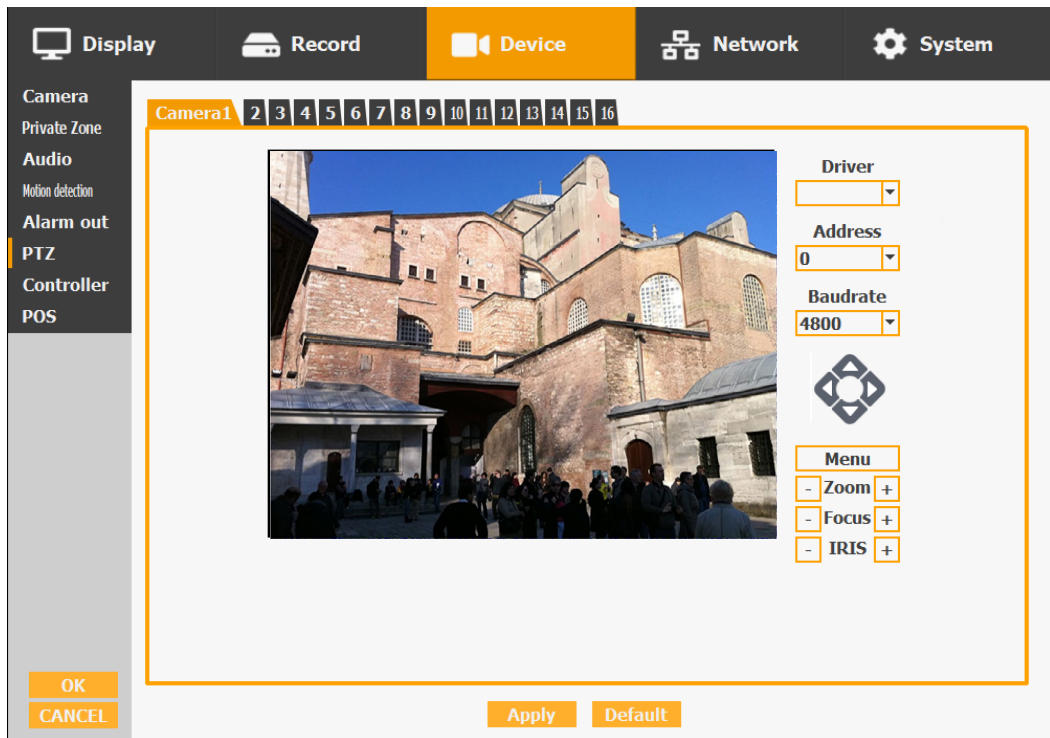 Display Record Device Network System
Camera
Private Zone
Audio
Motion detection
Alarm out
PTZ
Controller
POS
OK
CANCEL
Camera1 2 3 4 5 6 7 8 9 10 11 12 13 14 15 16
Driver
Address
0
Baudrate
4800
Menu
- Zoom +
- Focus +
- IRIS +
Apply Default